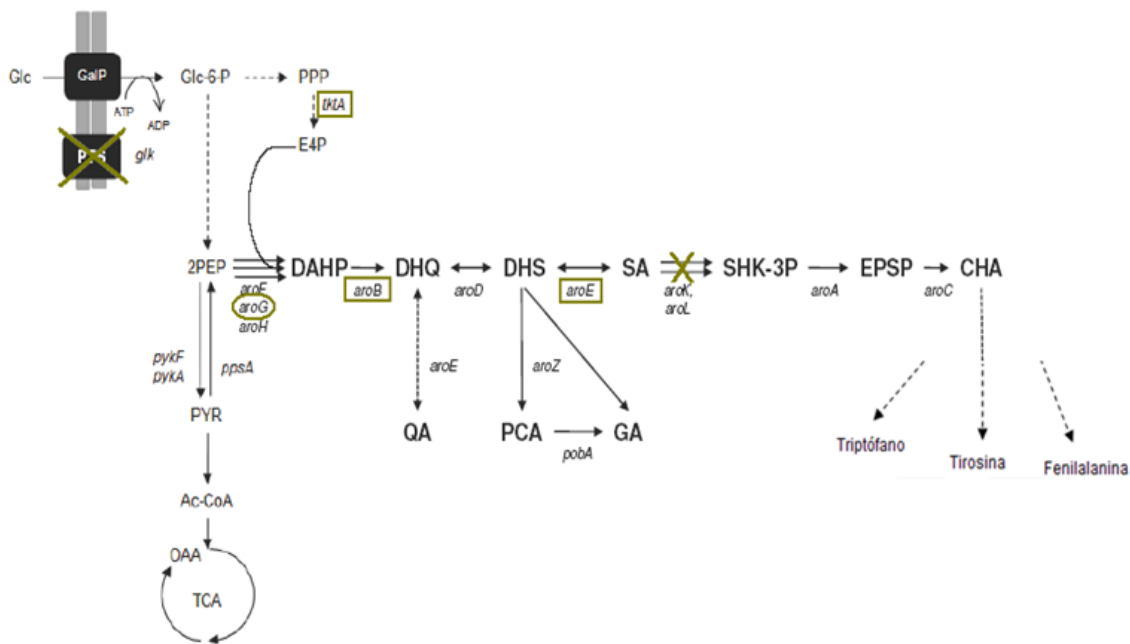 Glc
GalP
Glc-6-P
PPP
ATP
ADP
tktA
PTS
glk
E4P
2PEP
DAHP
DHQ
DHS
SA
SHK-3P
EPSP
CHA
aroF
aroG
aroH
aroB
aroD
aroE
aroK,
aroL
aroA
aroC
pykF
pykA
ppsA
aroE
aroZ
PYR
QA
PCA
GA
pobA
Triptófano
Tirosina
Fenilalanina
Ac-CoA
OAA
TCA